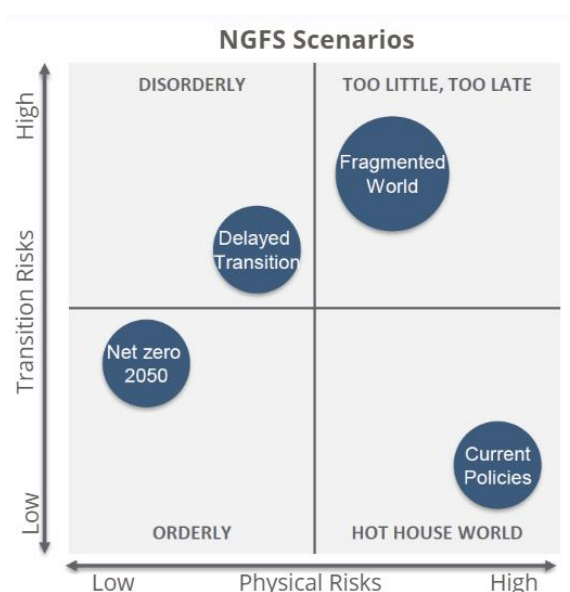 NGFS Scenarios
DISORDERLY
TOO LITTLE, TOO LATE
High
Fragmented
World
Delayed
Transition
Transition Risks
Net zero
2050
Current
Policies
Low
ORDERLY
HOT HOUSE WORLD
Low
Physical Risks
High